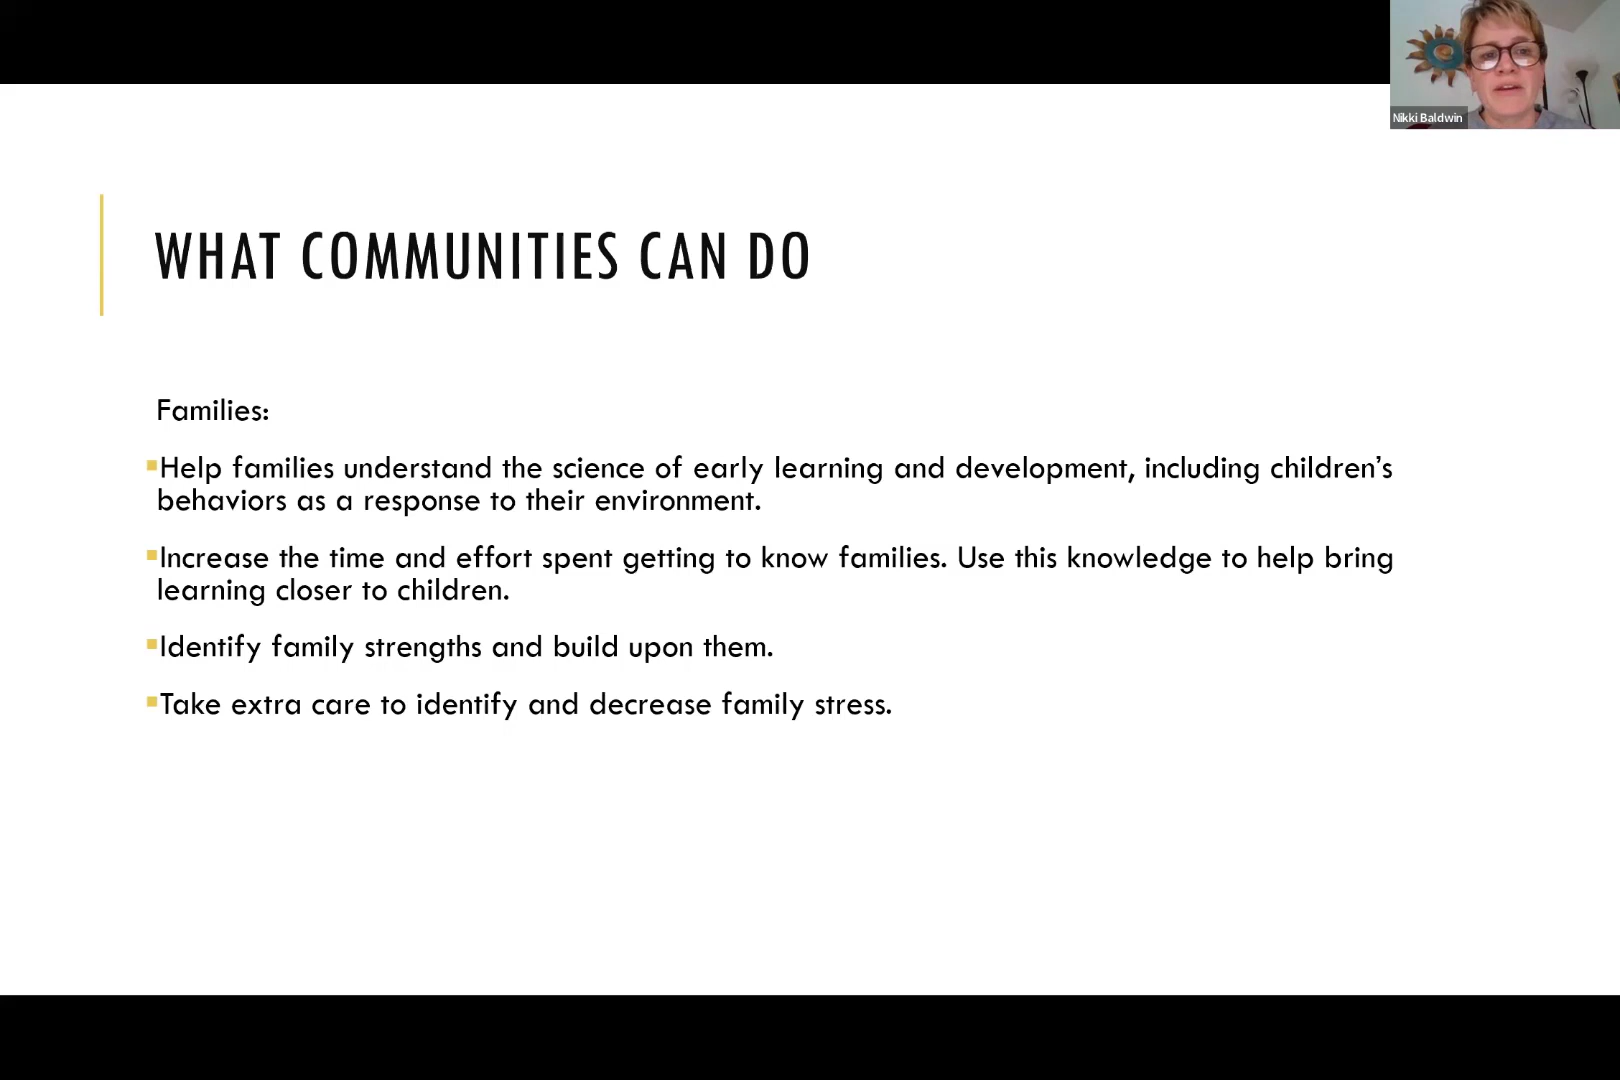 Nikki Baldwin
WHAT COMMUNITIES CAN DO
Families:
▪Help families understand the science of early learning and development, including children’s
behaviors as a response to their environment.
▪Increase the time and effort spent getting to know families. Use this knowledge to help bring
learning closer to children.
▪Identify family strengths and build upon them.
▪Take extra care to identify and decrease family stress.